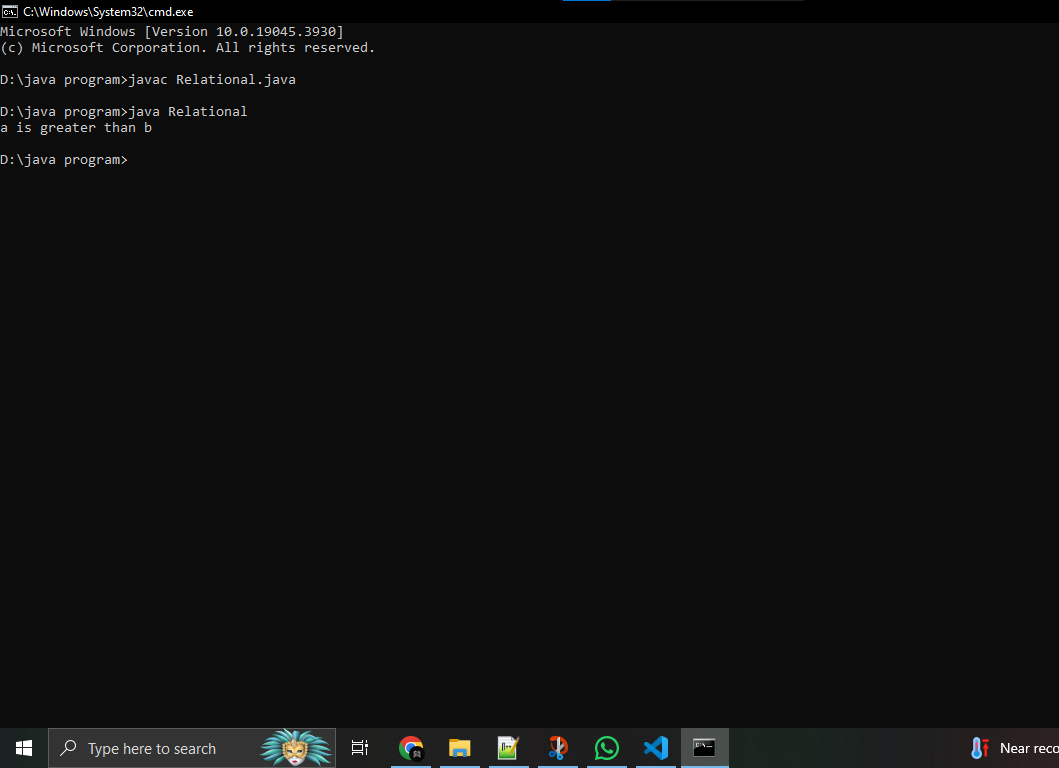 C:\Windows\System32\cmd.exe
Microsoft Windows [Version 10.0.19045.3930]
(c) Microsoft Corporation. All rights reserved.
D:\java program>javac Relational.java
D:\java program>java Relational
a is greater than b
D:\java program>
Type here to search
Near reco